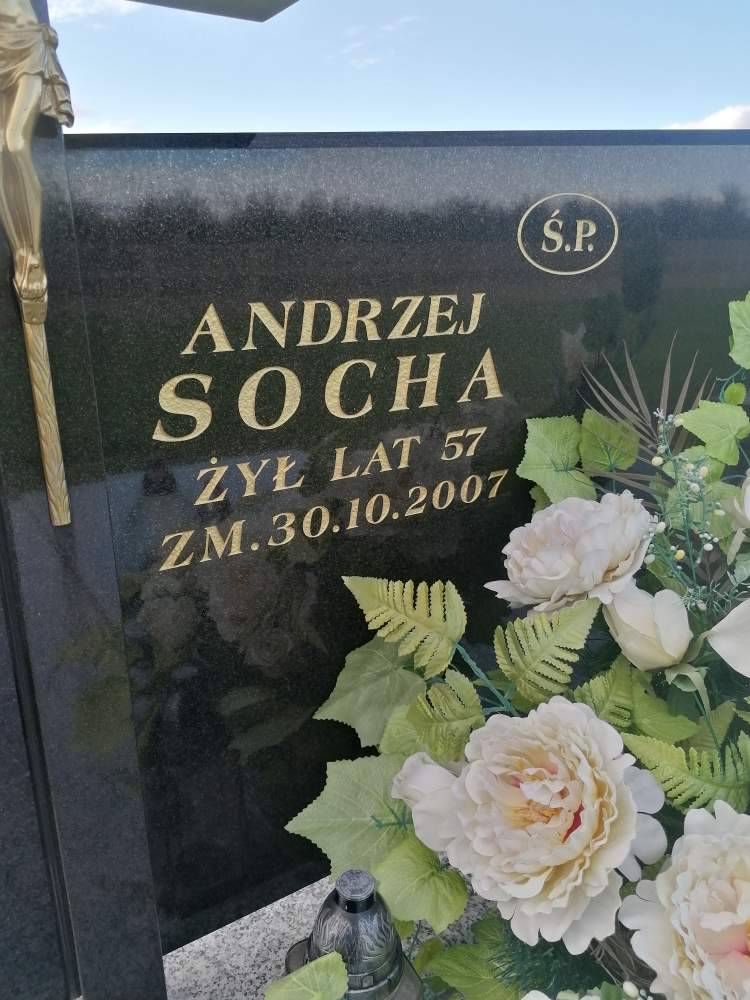 Ś.P.
ANDRZEJ
SOCHA
ŻYŁ LAT 57
ZM.30.10.2007